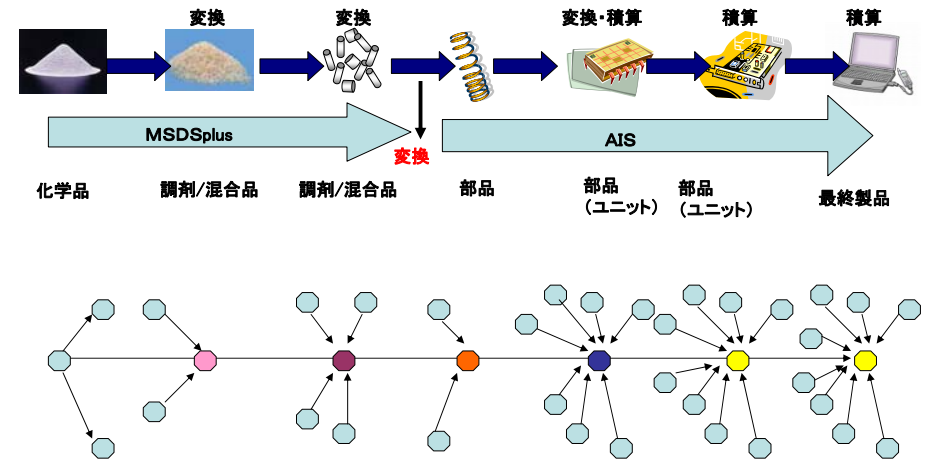 変換
変換
変換・積算
積算
積算
MSDSplus
変換
AIS
化学品
調剤/混合品
調剤/混合品
部品
部品
（ユニット）
部品
（ユニット）
最終製品